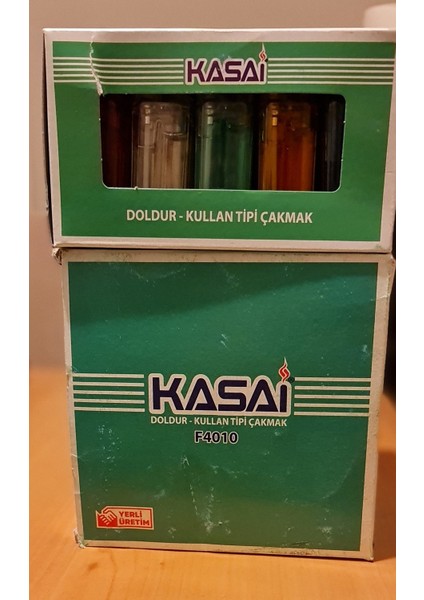 KASAİ
DOLDUR - KULLAN TİPİ ÇAKMAK
KASAİ
DOLDUR - KULLAN TİPİ ÇAKMAK
F4010
YERLİ
ÜRETİM